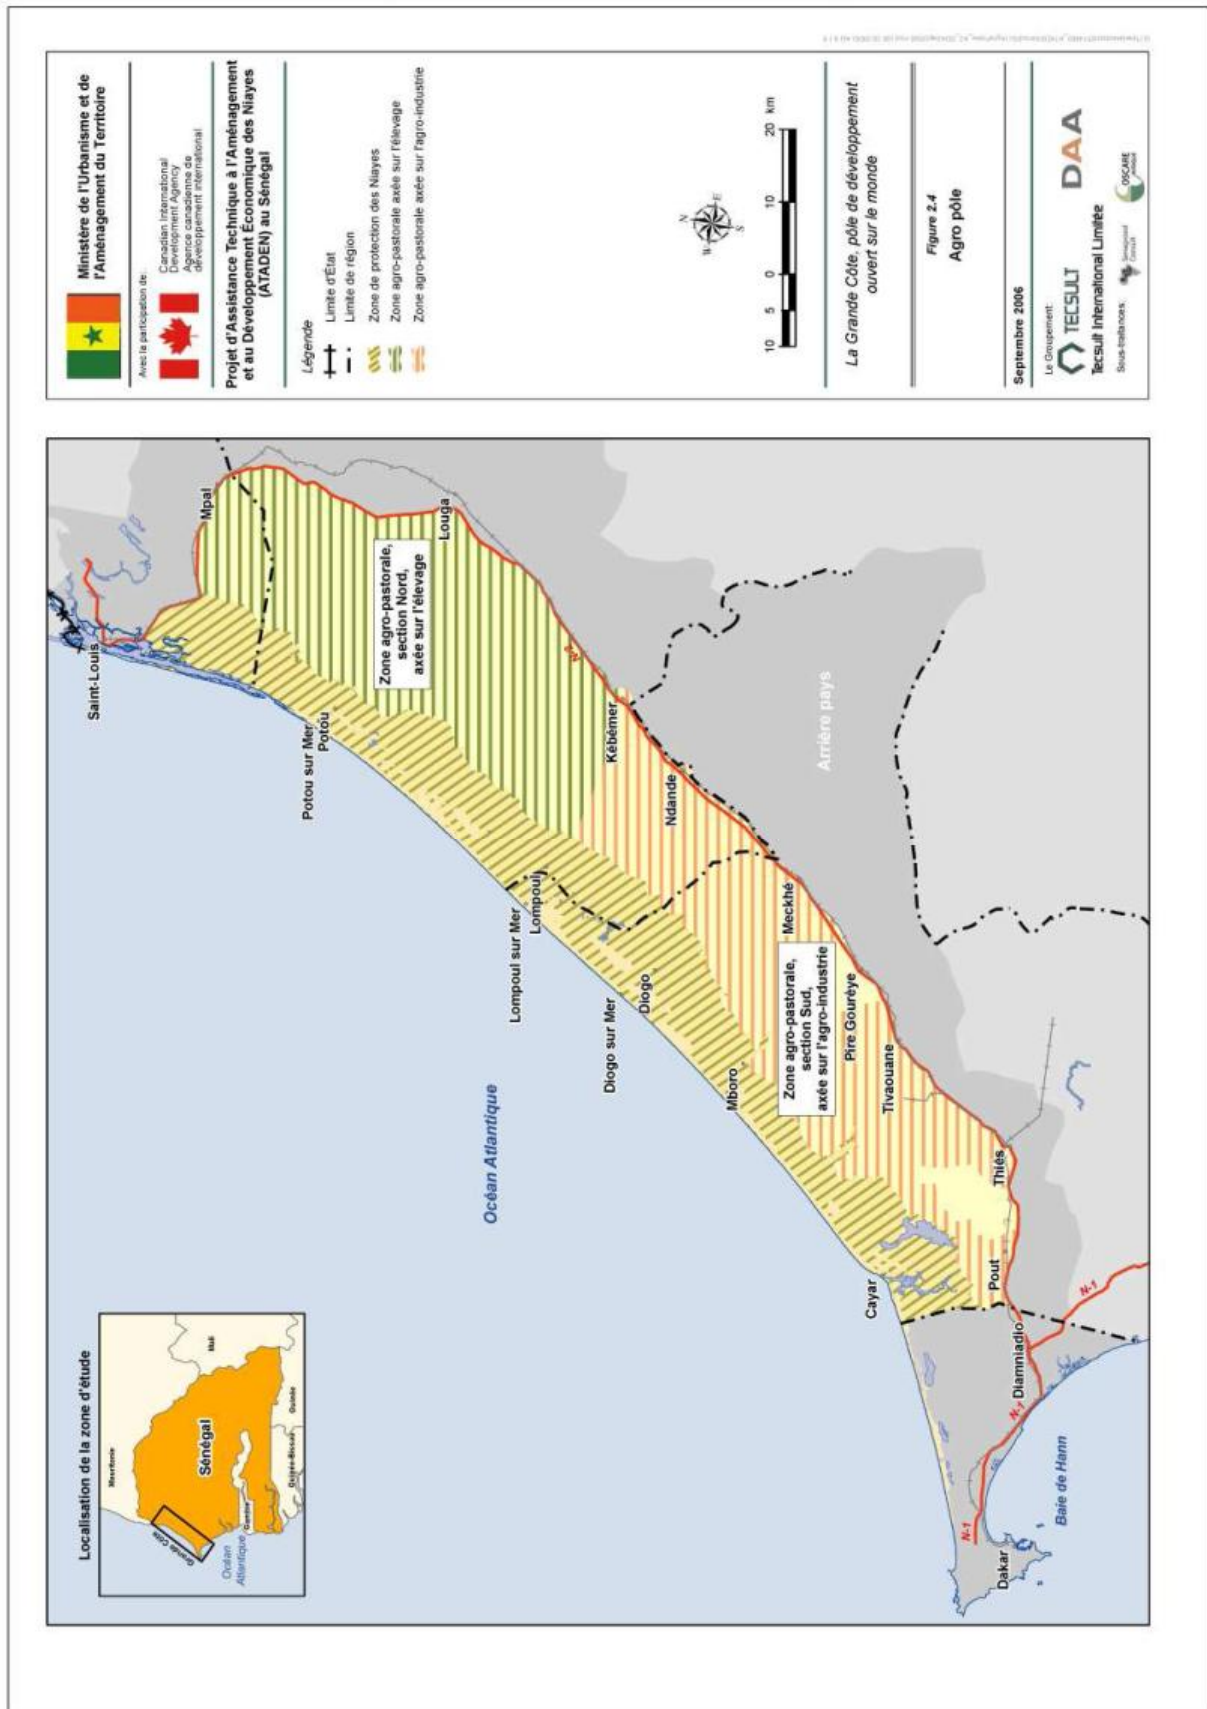 Ministère de l'Urbanisme et de
l'Aménagement du Territoire
Avec la participation de:
Canadian International
Development Agency
Agence canadienne de
développement international
Projet d'Assistance Technique à l'Aménagement
et au Développement Économique des Niayes
(ATADEN) au Sénégal
Légende
Limite d'État
Limite de région
Zone de protection des Niayes
Zone agro-pastorale axée sur l'élevage
Zone agro-pastorale axée sur l'agro-industrie
N
E
S
W
10 5 0 10 20 km
La Grande Côte, pôle de développement
ouvert sur le monde
Figure 2.4
Agro pôle
Septembre 2006
Le Groupement:
TECSULT
Tecsult International Limitée
DAA
Sous-traitances:
OSCARE
Localisation de la zone d'étude
Mauritanie
Mali
Sénégal
Grande Côte
Océan
Atlantique
Gambie
Guinée-Bissau
Guinée
Saint-Louis
Mpal
Potou sur Mer
Potou
Louga
Zone agro-pastorale,
section Nord,
axée sur l'élevage
N-2
Kébémer
Ndande
Arrière pays
Lompoul sur Mer
Lompoul
Meckhé
Diogo sur Mer
Diogo
Zone agro-pastorale,
section Sud,
axée sur l'agro-industrie
Pire Gourèye
Mboro
Tivaouane
Océan Atlantique
Thiès
Cayar
Pout
Diamniadio
N-1
N-1
N-1
Dakar
Baie de Hann